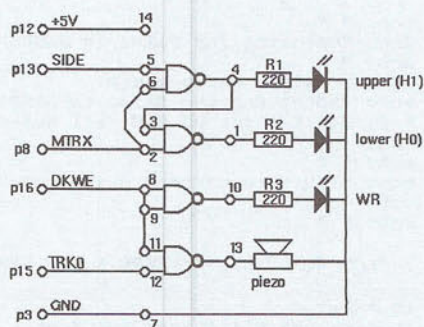 p12 +5V 14
p13 SIDE 5 4 R1 220 upper (H1)
6
3 R2
p8 MTRX 2 1 220 lower (H0)
p16 DKWE 8 R3
9 10 220 WR
11 13
p15 TRK0 12 piezo
p3 GND 7